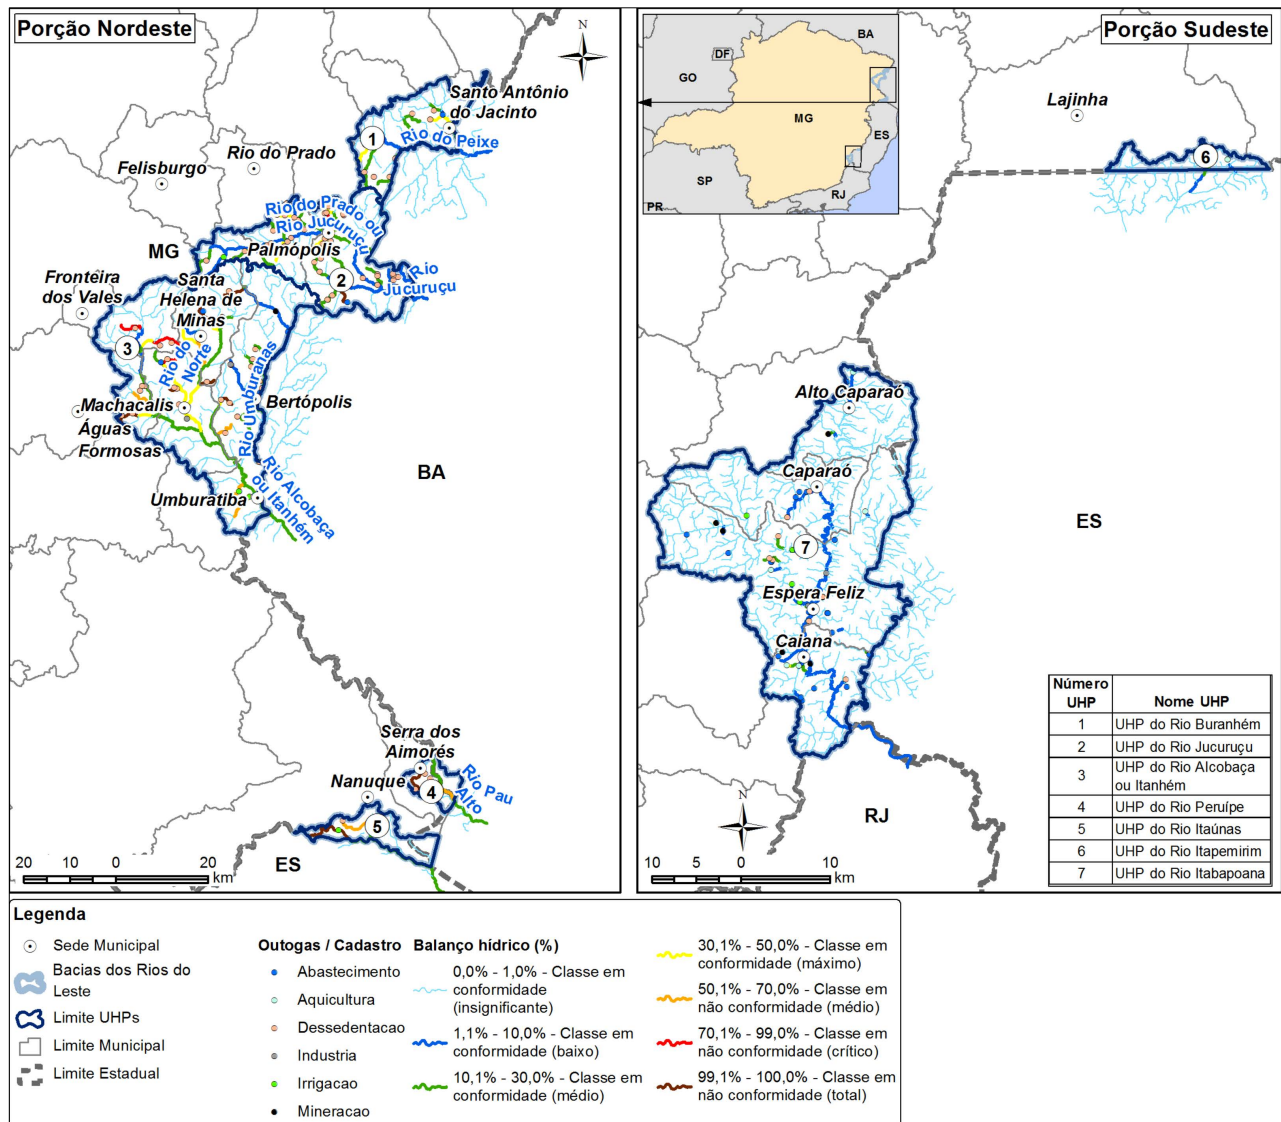 Porção Nordeste
N
Santo Antônio
do Jacinto
1
Rio do Peixe
Rio do Prado
Felisburgo
Rio do Prado ou
Rio Jucuruçu
MG
Palmópolis
Fronteira
dos Vales
Santa
Helena de
Minas
2
Rio
Jucuruçu
3
Rio do
Norte
Rio Umburanas
Machacalis
Bertópolis
Águas
Formosas
Rio Alcobaça
ou Itanhém
Umburatiba
BA
Serra dos
Aimorés
Nanuque
4
Rio Pau
Alto
5
ES
20 10 0 20
km
Porção Sudeste
BA
DF
GO
MG
ES
SP
RJ
PR
Lajinha
6
Alto Caparaó
Caparaó
7
ES
Espera Feliz
Caiana
N
RJ
10 5 0 10
km
Número
UHP
Nome UHP
1 UHP do Rio Buranhém
2 UHP do Rio Jucuruçu
3 UHP do Rio Alcobaça
ou Itanhém
4 UHP do Rio Peruípe
5 UHP do Rio Itaúnas
6 UHP do Rio Itapemirim
7 UHP do Rio Itabapoana
Legenda
Sede Municipal
Bacias dos Rios do
Leste
Limite UHPs
Limite Municipal
Limite Estadual
Outogas / Cadastro
Abastecimento
Aquicultura
Dessedentacao
Industria
Irrigacao
Mineracao
Balanço hídrico (%)
0,0% - 1,0% - Classe em
conformidade
(insignificante)
1,1% - 10,0% - Classe em
conformidade (baixo)
10,1% - 30,0% - Classe em
conformidade (médio)
30,1% - 50,0% - Classe em
conformidade (máximo)
50,1% - 70,0% - Classe em
não conformidade (médio)
70,1% - 99,0% - Classe em
não conformidade (crítico)
99,1% - 100,0% - Classe em
não conformidade (total)